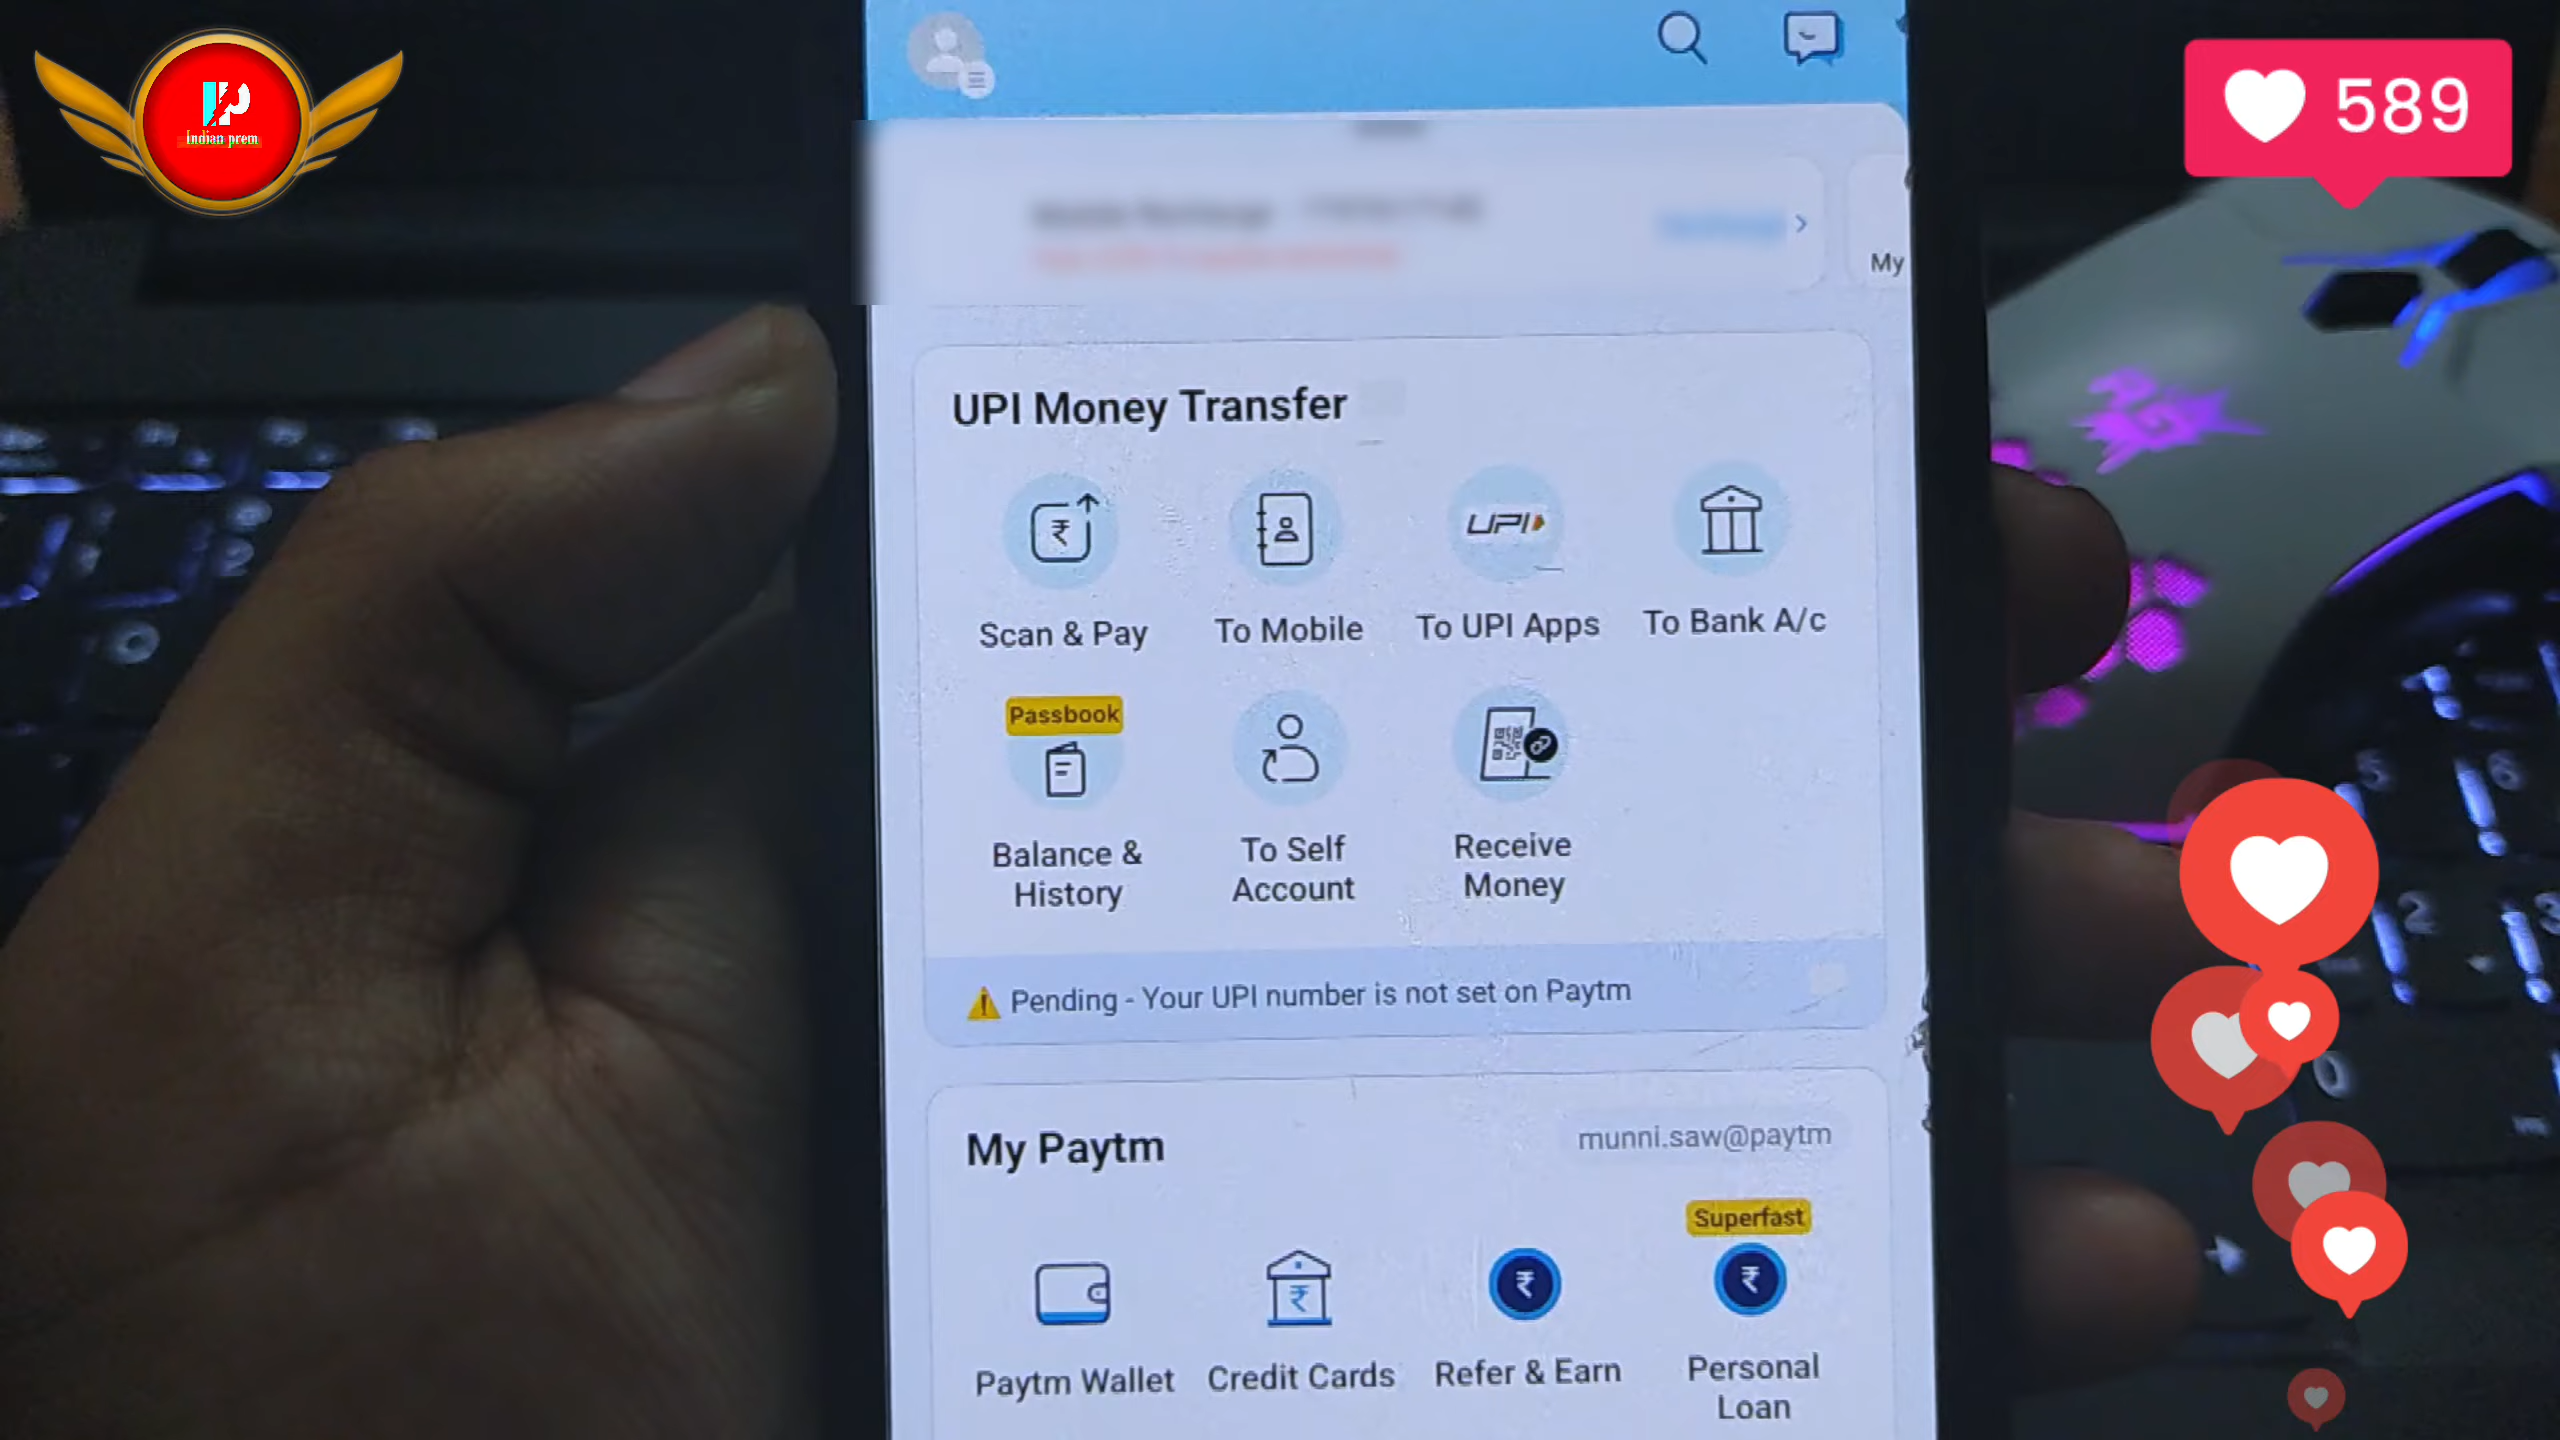 Indian prem
589
My
UPI Money Transfer
Scan & Pay
To Mobile
UPI
To UPI Apps
To Bank A/c
Passbook
Balance &
History
To Self
Account
Receive
Money
Pending - Your UPI number is not set on Paytm
My Paytm
munni.saw@paytm
Superfast
Paytm Wallet
Credit Cards
Refer & Earn
Personal
Loan